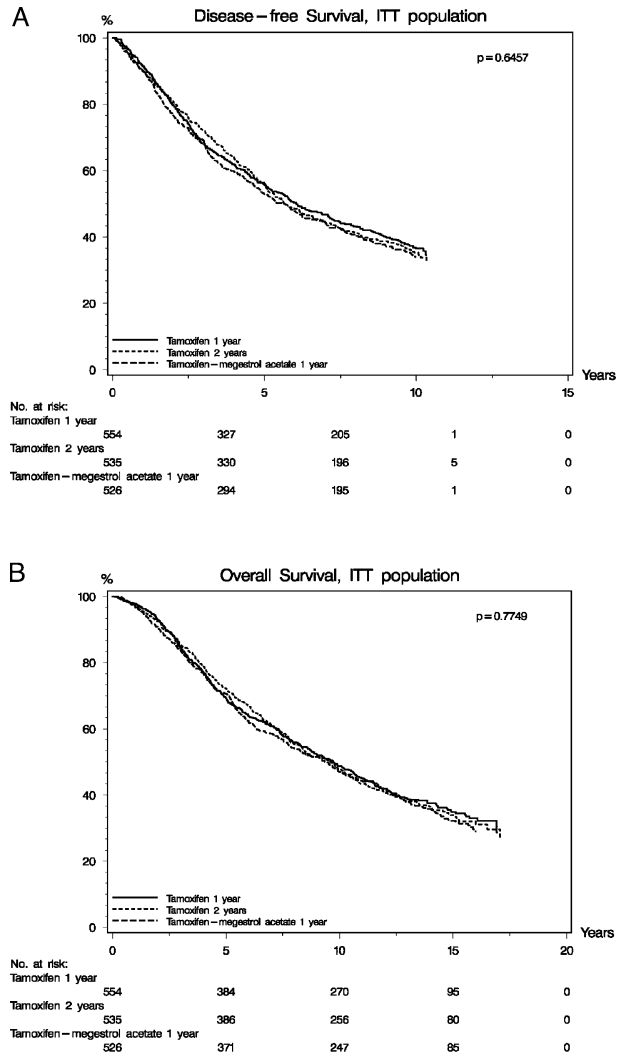 A
Disease-free Survival, ITT population
%
p=0.6457
100
80
60
40
20
0
Tamoxifen 1 year
Tamoxifen 2 years
Tamoxifen-megestrol acetate 1 year
0 5 10 15
Years
No. at risk:
Tamoxifen 1 year
554 327 205 1 0
Tamoxifen 2 years
535 330 196 5 0
Tamoxifen-megestrol acetate 1 year
526 294 195 1 0
B
Overall Survival, ITT population
%
p=0.7749
100
80
60
40
20
0
Tamoxifen 1 year
Tamoxifen 2 years
Tamoxifen-megestrol acetate 1 year
0 5 10 15 20
Years
No. at risk:
Tamoxifen 1 year
554 384 270 95 0
Tamoxifen 2 years
535 386 256 80 0
Tamoxifen-megestrol acetate 1 year
526 371 247 85 0